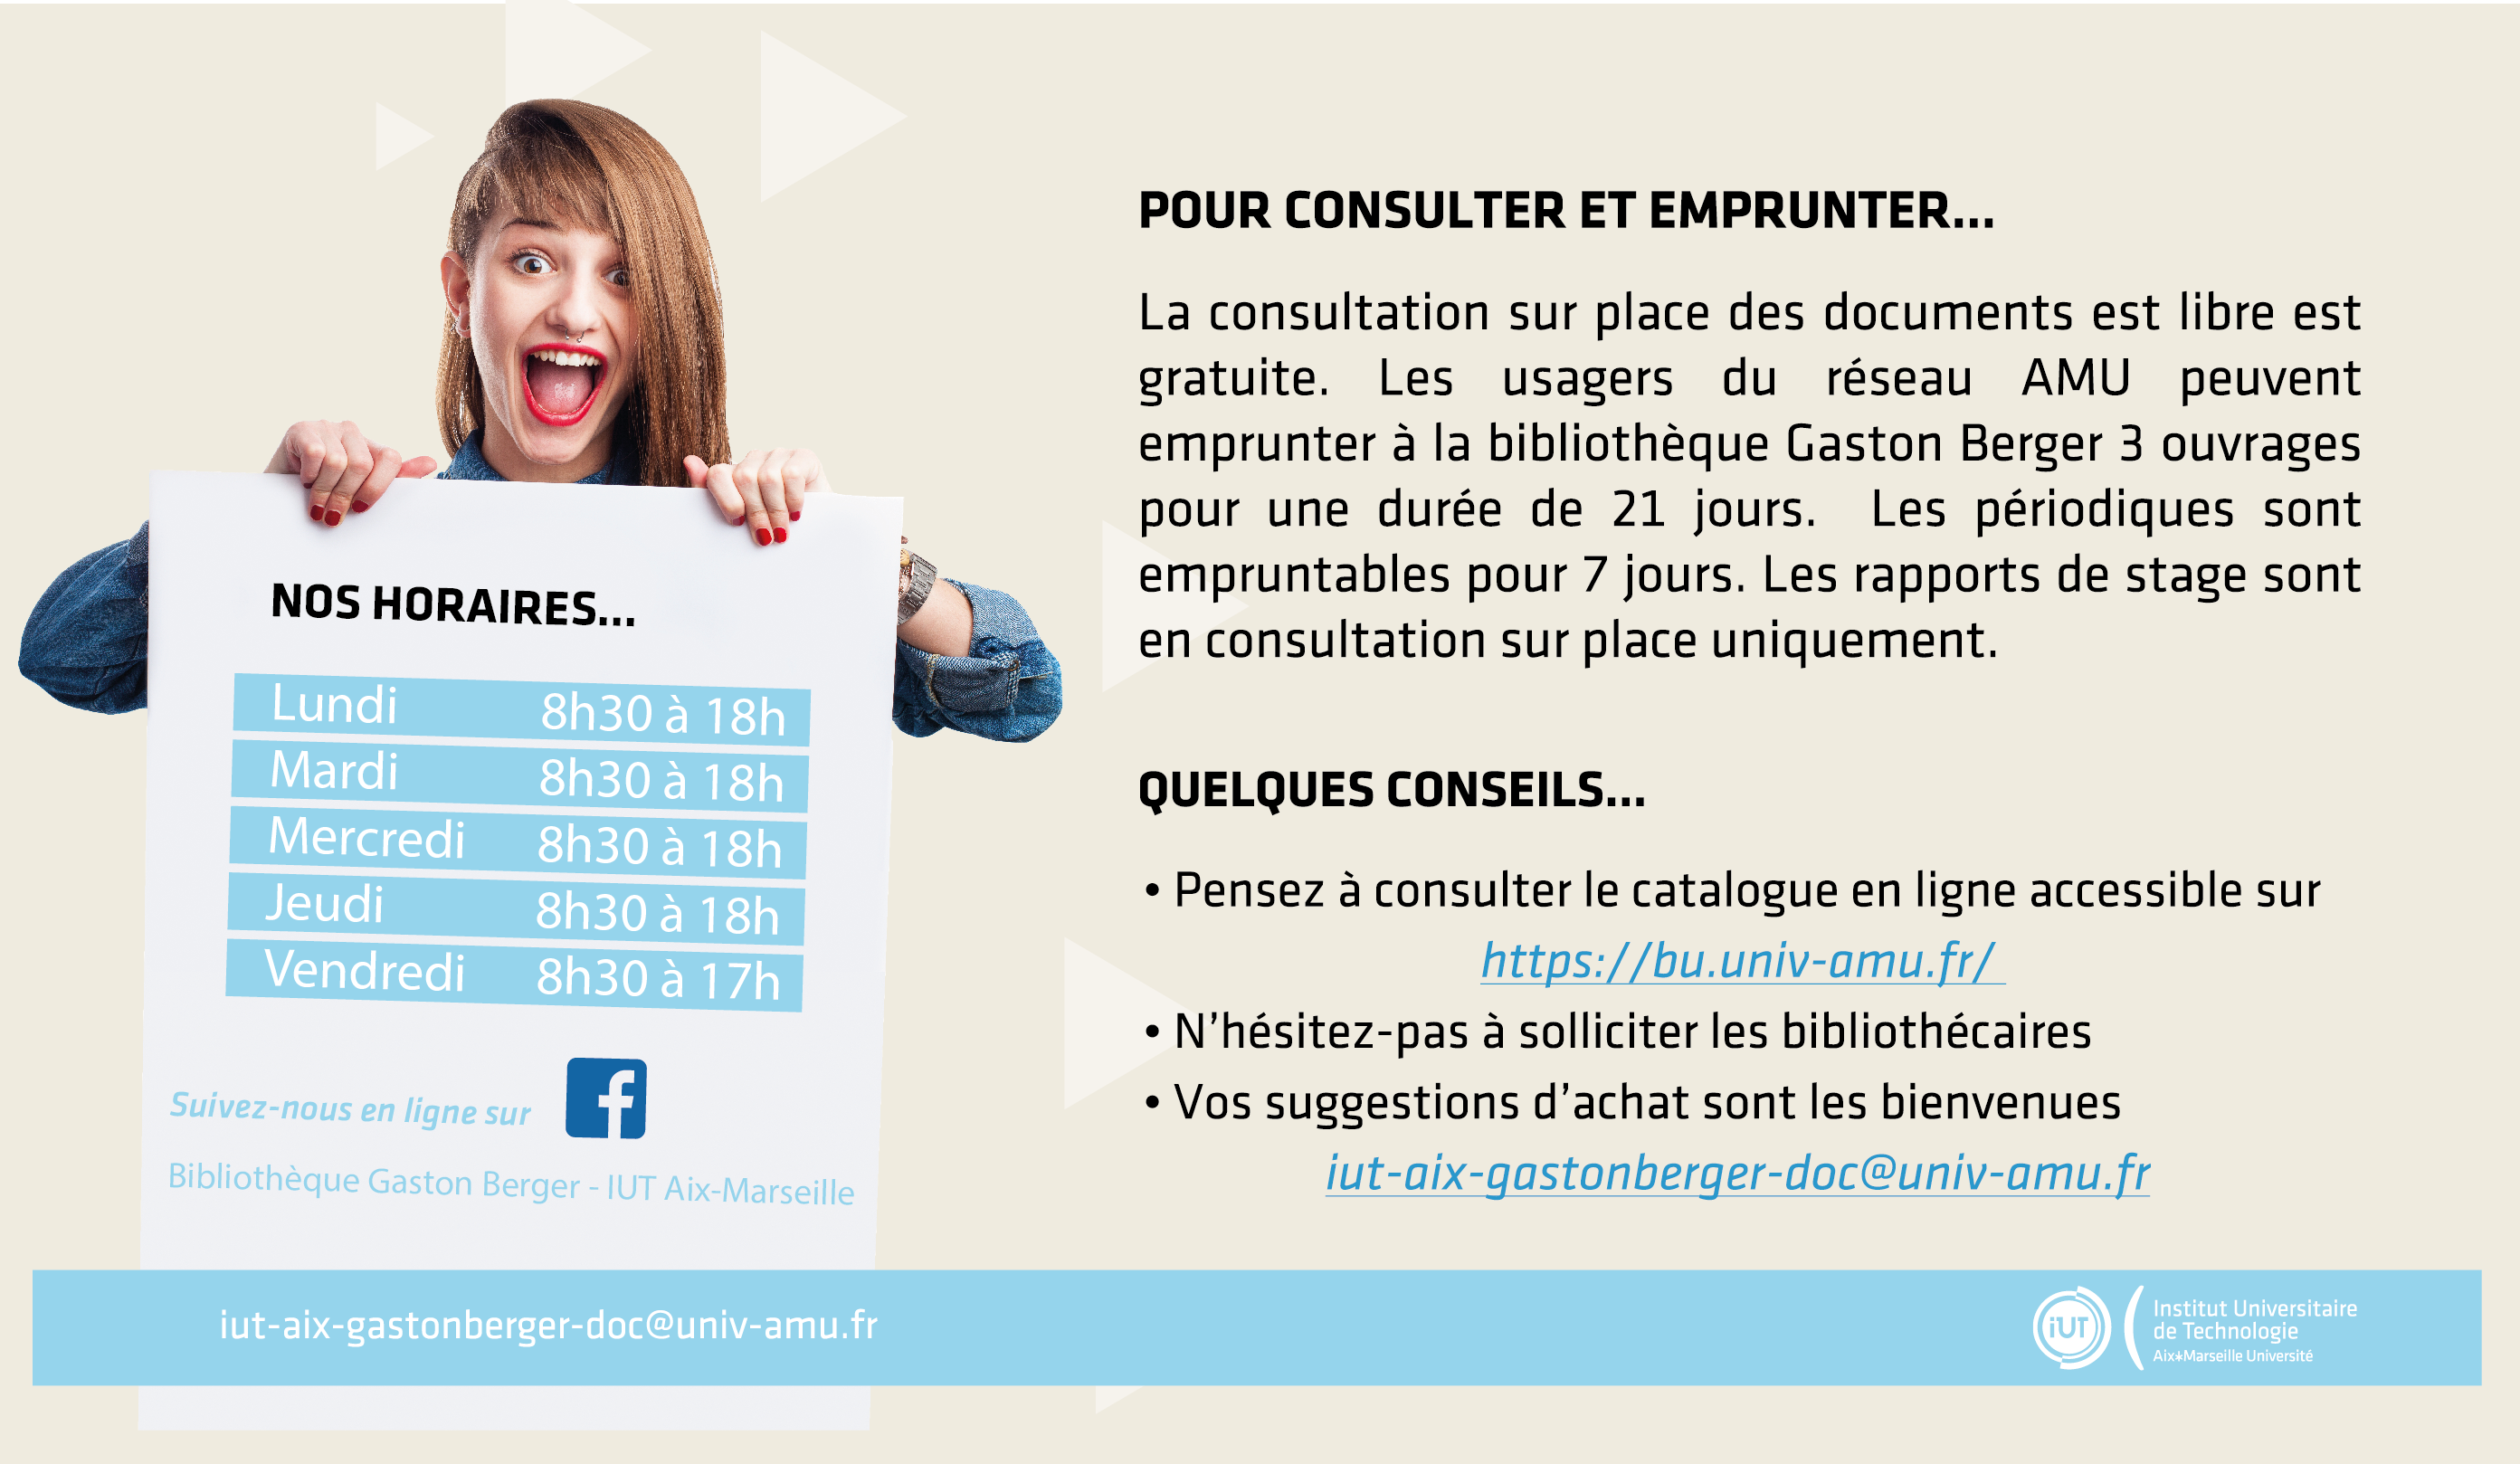 NOS HORAIRES...
Lundi 8h30 à 18h
Mardi 8h30 à 18h
Mercredi 8h30 à 18h
Jeudi 8h30 à 18h
Vendredi 8h30 à 17h
Suivez-nous en ligne sur f
Bibliothèque Gaston Berger - IUT Aix-Marseille
POUR CONSULTER ET EMPRUNTER...
La consultation sur place des documents est libre est
gratuite. Les usagers du réseau AMU peuvent
emprunter à la bibliothèque Gaston Berger 3 ouvrages
pour une durée de 21 jours. Les périodiques sont
empruntables pour 7 jours. Les rapports de stage sont
en consultation sur place uniquement.
QUELQUES CONSEILS...
• Pensez à consulter le catalogue en ligne accessible sur
https://bu.univ-amu.fr/
• N’hésitez-pas à solliciter les bibliothécaires
• Vos suggestions d’achat sont les bienvenues
iut-aix-gastonberger-doc@univ-amu.fr
iut-aix-gastonberger-doc@univ-amu.fr
iUT
Institut Universitaire
de Technologie
Aix*Marseille Université